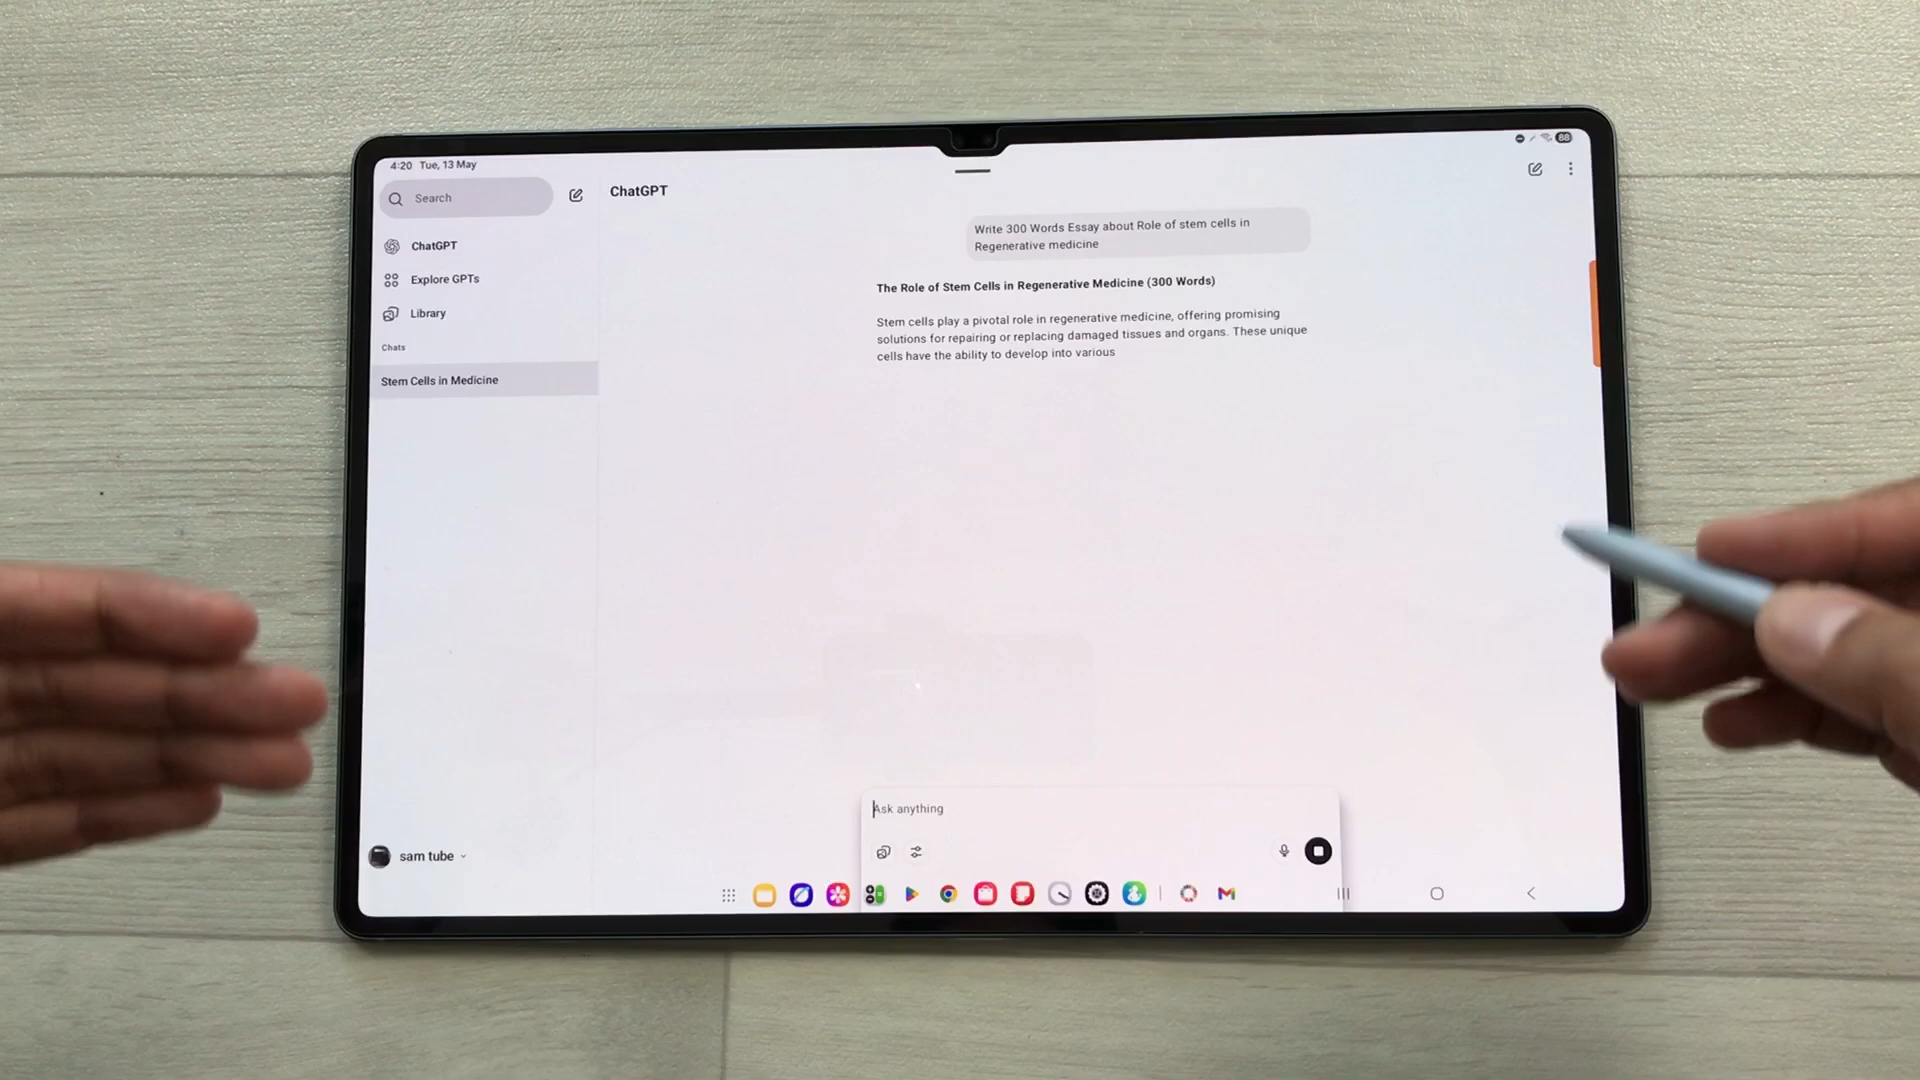 4:20 Tue, 13 May
88
Search
ChatGPT
ChatGPT
Explore GPTs
Library
Chats
Stem Cells in Medicine
Write 300 Words Essay about Role of stem cells in
Regenerative medicine
The Role of Stem Cells in Regenerative Medicine (300 Words)
Stem cells play a pivotal role in regenerative medicine, offering promising
solutions for repairing or replacing damaged tissues and organs. These unique
cells have the ability to develop into various
Ask anything
sam tube